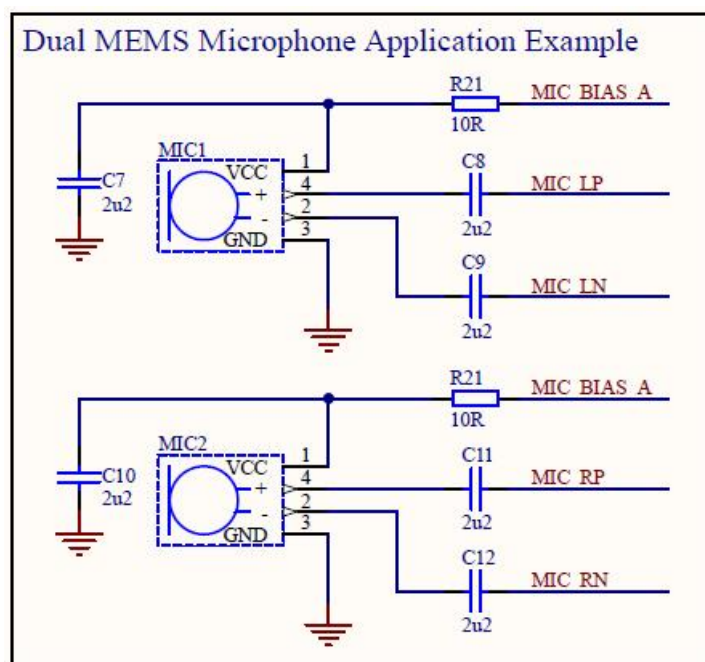 Dual MEMS Microphone Application Example
R21
MIC BIAS A
10R
MIC1
VCC
1
C8
C7
2u2
+
4
MIC LP
-
2
GND
3
2u2
C9
MIC LN
2u2
R21
MIC BIAS A
10R
MIC2
VCC
1
C11
C10
2u2
+
4
MIC RP
-
2
GND
3
2u2
C12
MIC RN
2u2